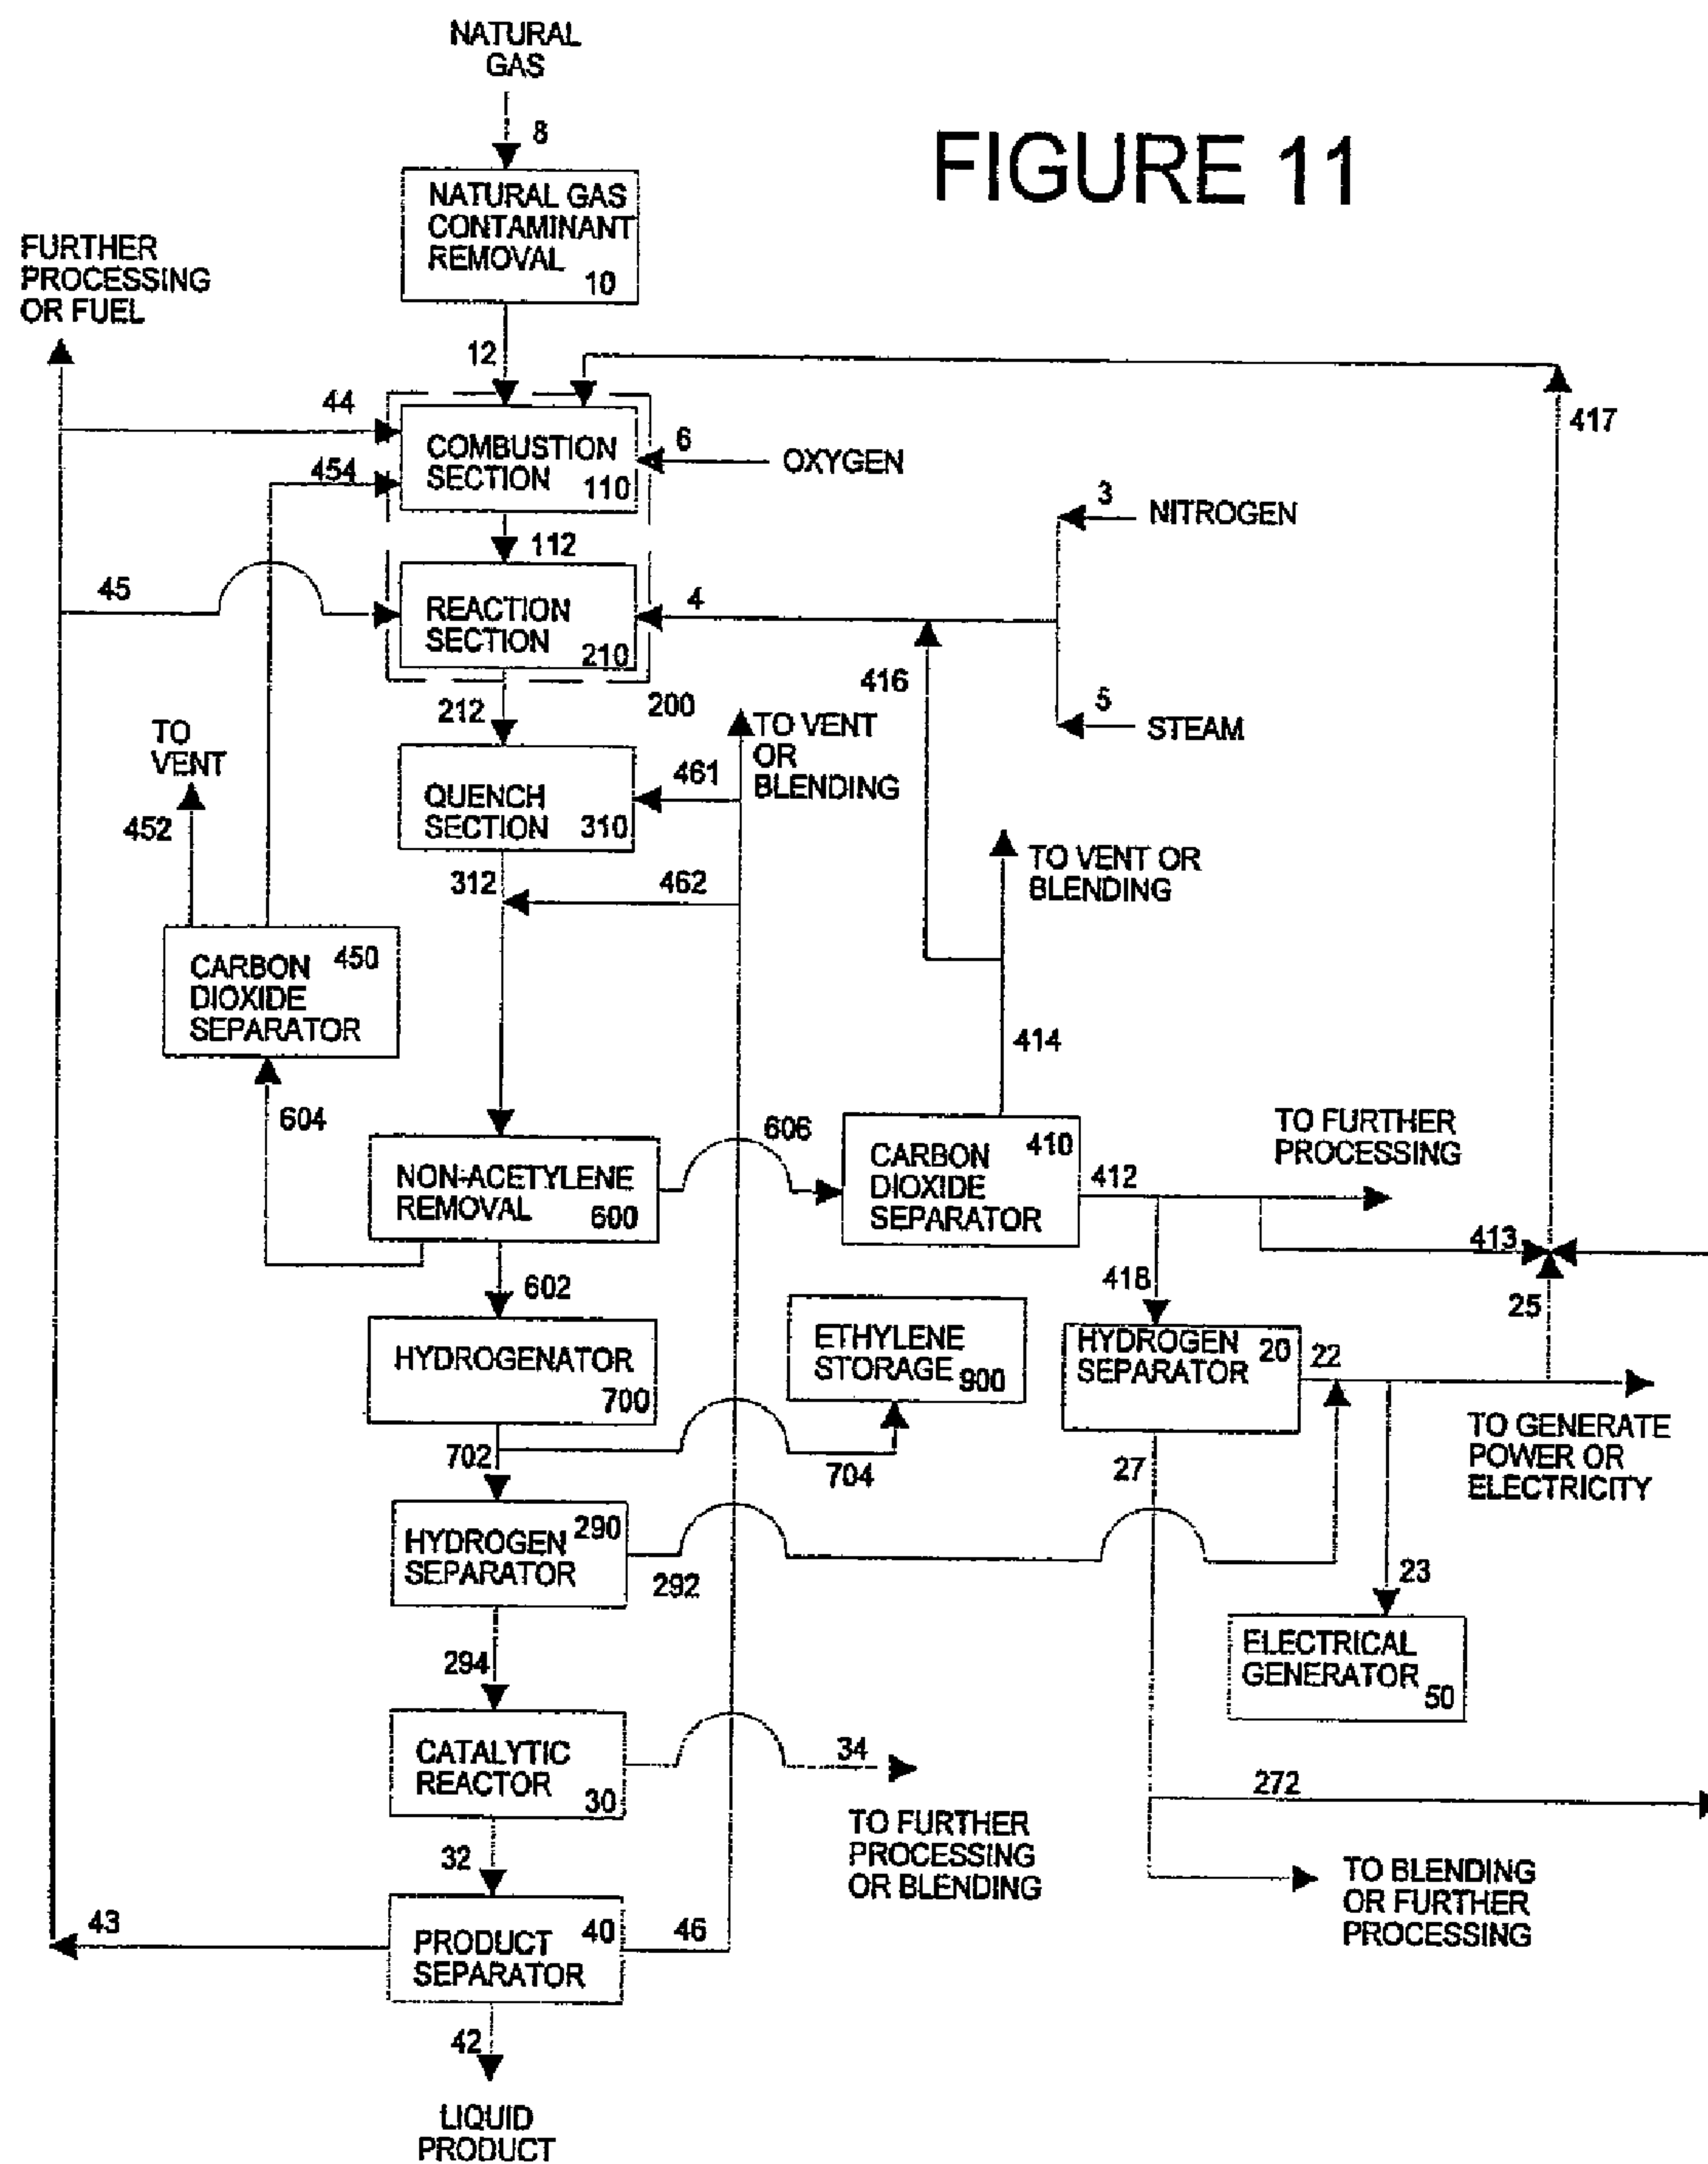 NATURAL
GAS
8
FIGURE 11
NATURAL GAS
CONTAMINANT
REMOVAL
10
FURTHER
PROCESSING
OR FUEL
12
417
44
COMBUSTION
SECTION
110
6
OXYGEN
454
3
NITROGEN
112
45
REACTION
SECTION
210
4
416
212
200
5
STEAM
TO
VENT
452
TO VENT
OR
BLENDING
461
QUENCH
SECTION
310
312
462
TO VENT OR
BLENDING
CARBON
DIOXIDE
SEPARATOR
450
414
604
606
NON-ACETYLENE
REMOVAL
600
CARBON
DIOXIDE
SEPARATOR
410
412
TO FURTHER
PROCESSING
413
418
25
602
HYDROGENATOR
700
ETHYLENE
STORAGE
900
HYDROGEN
SEPARATOR
20
22
TO GENERATE
POWER OR
ELECTRICITY
702
704
27
HYDROGEN
SEPARATOR
290
292
23
ELECTRICAL
GENERATOR
50
294
CATALYTIC
REACTOR
30
34
TO FURTHER
PROCESSING
OR BLENDING
272
32
TO BLENDING
OR FURTHER
PROCESSING
43
PRODUCT
SEPARATOR
40
46
42
LIQUID
PRODUCT